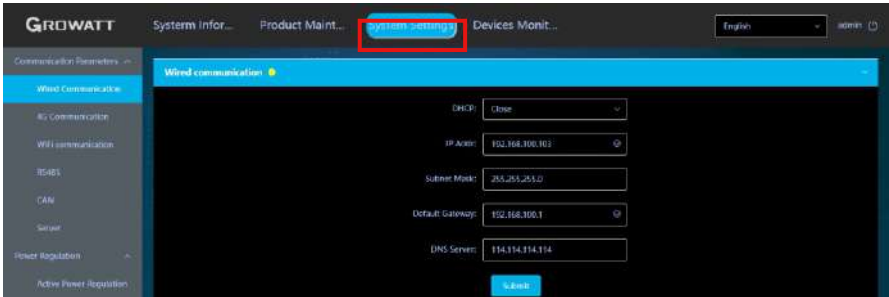 GROWATT
Systerm Infor... Product Maint... System Settings Devices Monit... English admin
Communication Parameters
Wired Communication
4G Communication
WiFi communication
RS485
CAN
Server
Power Regulation
Active Power Regulation
Wired communication
DHCP: Close
IP Addr: 192.168.100.103
Subnet Mask: 255.255.255.0
Default Gateway: 192.168.100.1
DNS Server: 114.114.114.114
Submit